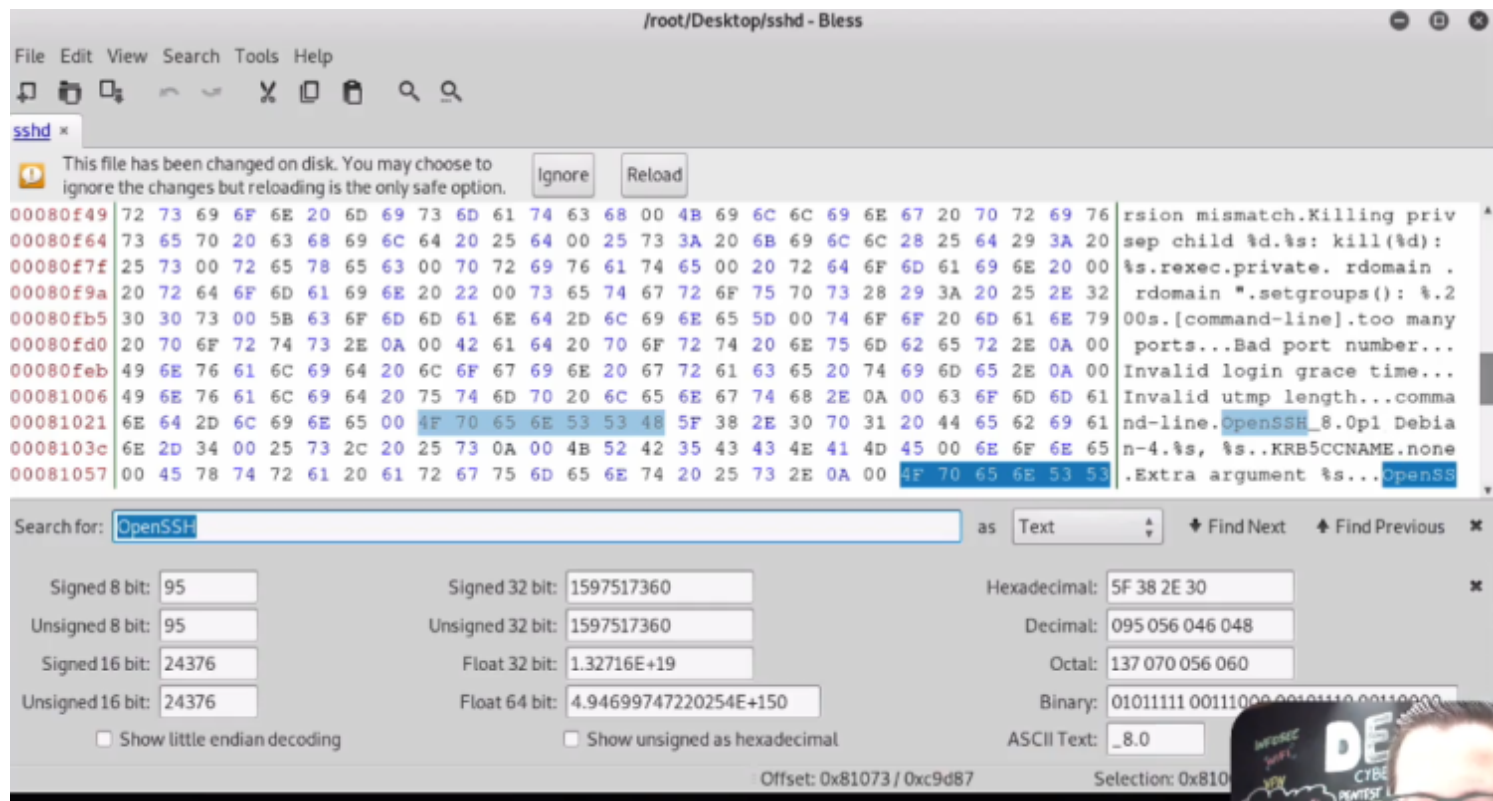 /root/Desktop/sshd - Bless
File Edit View Search Tools Help
sshd ×
This file has been changed on disk. You may choose to
ignore the changes but reloading is the only safe option.
Ignore Reload
00080f49 72 73 69 6F 6E 20 6D 69 73 6D 61 74 63 68 00 4B 69 6C 6C 69 6E 67 20 70 72 69 76 rsion mismatch.Killing priv
00080f64 73 65 70 20 63 68 69 6C 64 20 25 64 00 25 73 3A 20 6B 69 6C 6C 28 25 64 29 3A 20 sep child %d.%s: kill(%d):
00080f7f 25 73 00 72 65 78 65 63 00 70 72 69 76 61 74 65 00 20 72 64 6F 6D 61 69 6E 20 00 %s.rexec.private. rdomain .
00080f9a 20 72 64 6F 6D 61 69 6E 20 22 00 73 65 74 67 72 6F 75 70 73 28 29 3A 20 25 2E 32 rdomain ".setgroups(): %.2
00080fb5 30 30 73 00 5B 63 6F 6D 6D 61 6E 64 2D 6C 69 6E 65 5D 00 74 6F 6F 20 6D 61 6E 79 00s.[command-line].too many
00080fd0 20 70 6F 72 74 73 2E 0A 00 42 61 64 20 70 6F 72 74 20 6E 75 6D 62 65 72 2E 0A 00 ports...Bad port number...
00080feb 49 6E 76 61 6C 69 64 20 6C 6F 67 69 6E 20 67 72 61 63 65 20 74 69 6D 65 2E 0A 00 Invalid login grace time...
00081006 49 6E 76 61 6C 69 64 20 75 74 6D 70 20 6C 65 6E 67 74 68 2E 0A 00 63 6F 6D 6D 61 Invalid utmp length...comma
00081021 6E 64 2D 6C 69 6E 65 00 4F 70 65 6E 53 53 48 5F 38 2E 30 70 31 20 44 65 62 69 61 nd-line.OpenSSH_8.0p1 Debia
0008103c 6E 2D 34 00 25 73 2C 20 25 73 0A 00 4B 52 42 35 43 43 4E 41 4D 45 00 6E 6F 6E 65 n-4.%s, %s..KRB5CCNAME.none
00081057 00 45 78 74 72 61 20 61 72 67 75 6D 65 6E 74 20 25 73 2E 0A 00 4F 70 65 6E 53 53 .Extra argument %s...OpenSS
Search for: OpenSSH as Text Find Next Find Previous
Signed 8 bit: 95 Signed 32 bit: 1597517360 Hexadecimal: 5F 38 2E 30
Unsigned 8 bit: 95 Unsigned 32 bit: 1597517360 Decimal: 095 056 046 048
Signed 16 bit: 24376 Float 32 bit: 1.32716E+19 Octal: 137 070 056 060
Unsigned 16 bit: 24376 Float 64 bit: 4.94699747220254E+150 Binary: 01011111 00111000 00101110 00110000
Show little endian decoding Show unsigned as hexadecimal ASCII Text: _8.0
Offset: 0x81073 / 0xc9d87 Selection: 0x810
INFOSEC
DE
CYBE
PENTEST